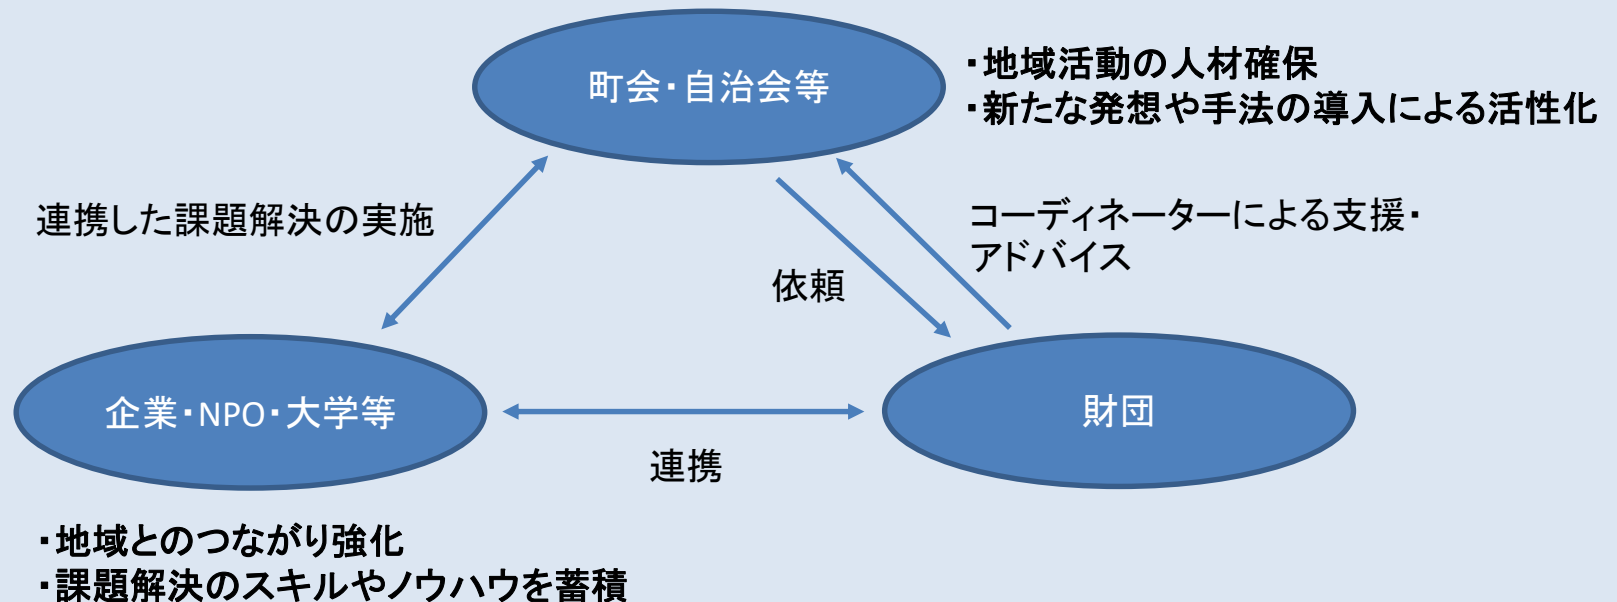 町会・自治会等
・地域活動の人材確保
・新たな発想や手法の導入による活性化
連携した課題解決の実施
コーディネーターによる支援・
アドバイス
依頼
企業・NPO・大学等
財団
連携
・地域とのつながり強化
・課題解決のスキルやノウハウを蓄積